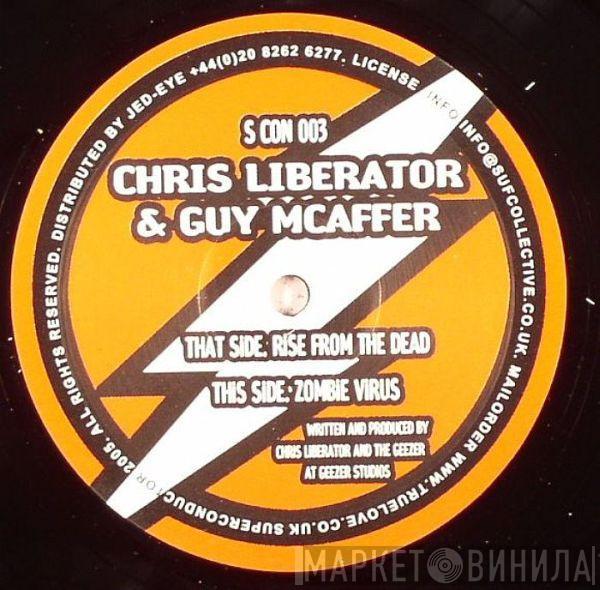 S CON 003
CHRIS LIBERATOR
& GUY MCAFFER
THAT SIDE: RISE FROM THE DEAD
THIS SIDE: ZOMBIE VIRUS
WRITTEN AND PRODUCED BY
CHRIS LIBERATOR AND THE GEEZER
AT GEEZER STUDIOS
SUPERCONDUCTOR 2005. ALL RIGHTS RESERVED. DISTRIBUTED BY JED-EYE +44(0)20 8262 6277. LICENSE INFO INFO@SUFCOLLECTIVE.CO.UK. MAILORDER WWW.TRUELOVE.CO.UK
МАРКЕТ ВИНИЛА